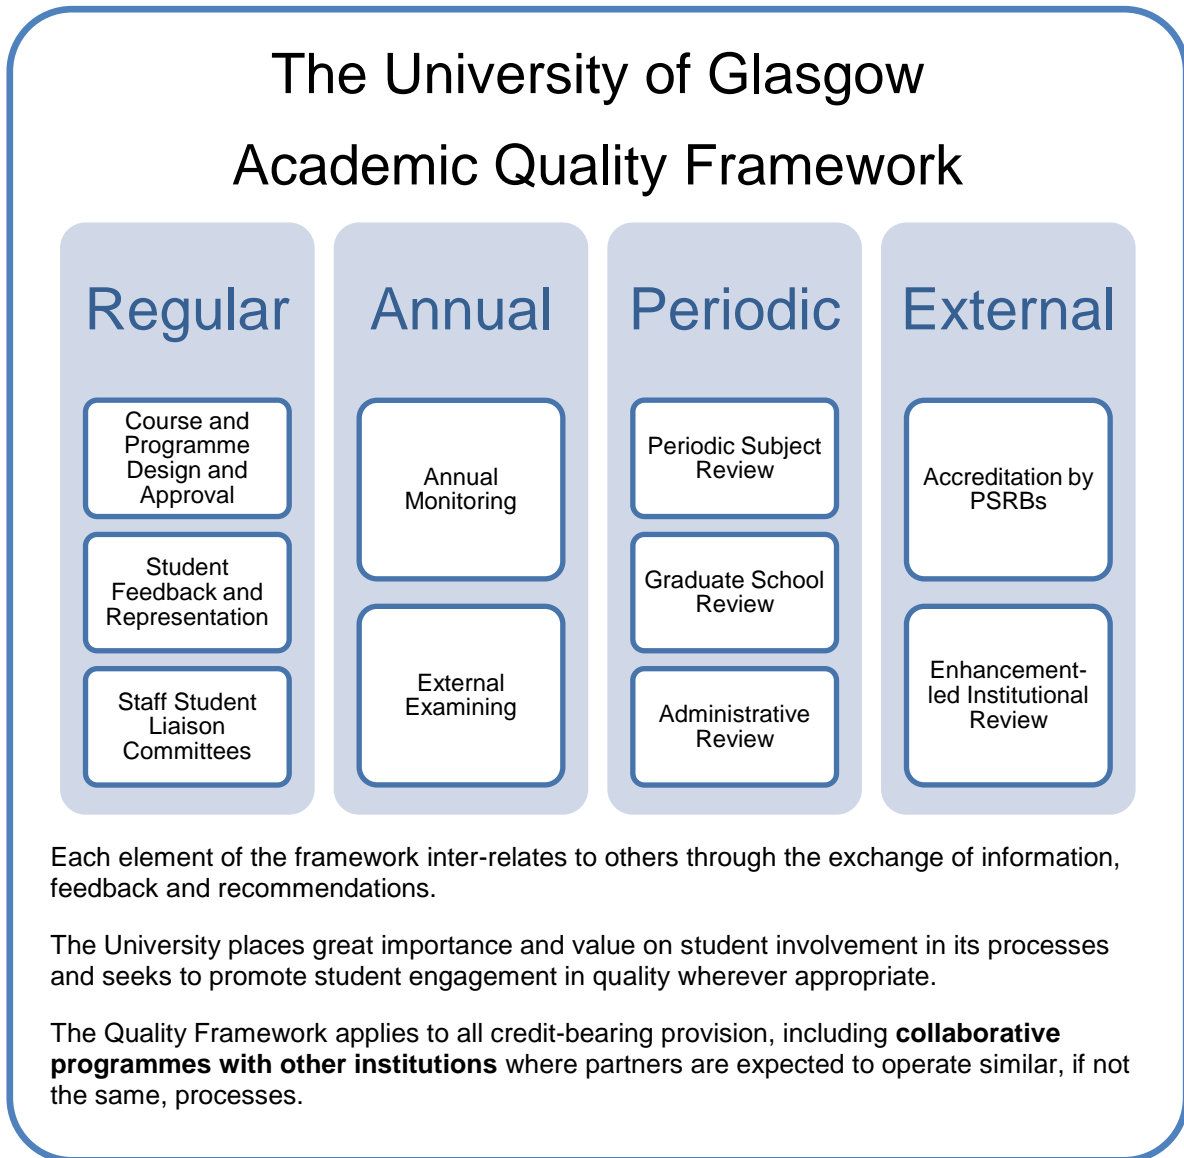 The University of Glasgow
Academic Quality Framework
Regular
Course and
Programme
Design and
Approval
Student
Feedback and
Representation
Staff Student
Liaison
Committees
Annual
Annual
Monitoring
External
Examining
Periodic
Periodic Subject
Review
Graduate School
Review
Administrative
Review
External
Accreditation by
PSRBs
Enhancement-
led Institutional
Review
Each element of the framework inter-relates to others through the exchange of information,
feedback and recommendations.
The University places great importance and value on student involvement in its processes
and seeks to promote student engagement in quality wherever appropriate.
The Quality Framework applies to all credit-bearing provision, including collaborative
programmes with other institutions where partners are expected to operate similar, if not
the same, processes.